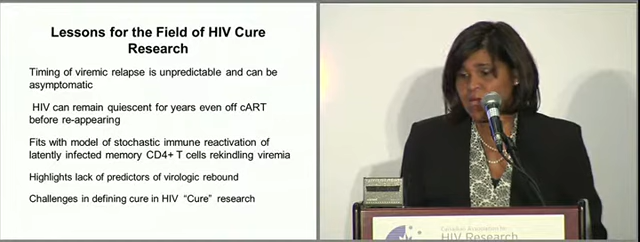 Lessons for the Field of HIV Cure
Research
Timing of viremic relapse is unpredictable and can be
asymptomatic
HIV can remain quiescent for years even off cART
before re-appearing
Fits with model of stochastic immune reactivation of
latently infected memory CD4+ T cells rekindling viremia
Highlights lack of predictors of virologic rebound
Challenges in defining cure in HIV “Cure” research
Canadian Association for
HIV Research